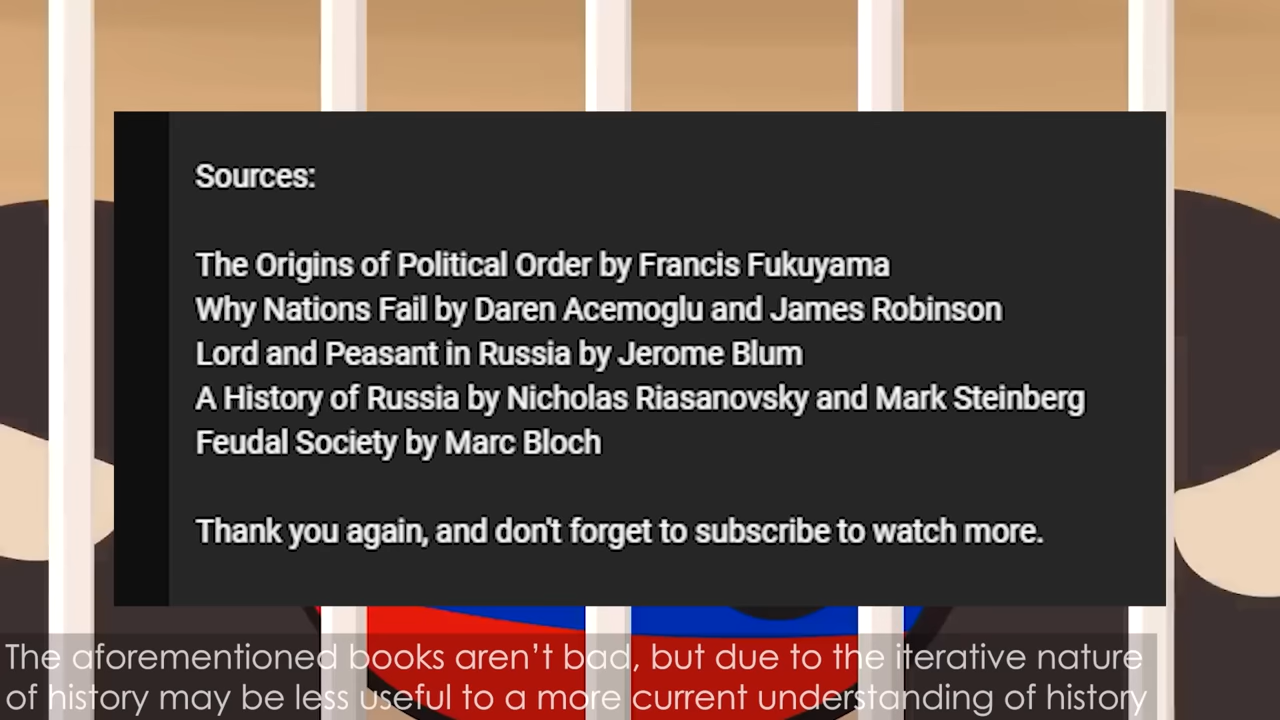 Sources:
The Origins of Political Order by Francis Fukuyama
Why Nations Fail by Daren Acemoglu and James Robinson
Lord and Peasant in Russia by Jerome Blum
A History of Russia by Nicholas Riasanovsky and Mark Steinberg
Feudal Society by Marc Bloch
Thank you again, and don't forget to subscribe to watch more.
The aforementioned books aren’t bad, but due to the iterative nature
of history may be less useful to a more current understanding of history